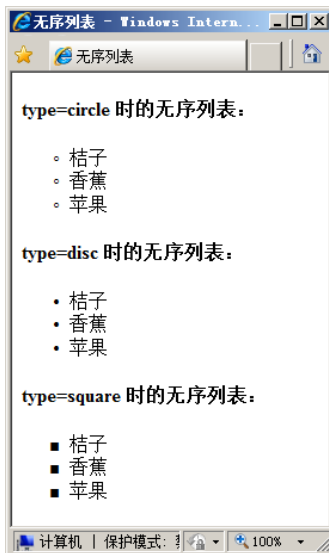 无序列表 - Windows Intern...
无序列表
type=circle 时的无序列表：
桔子
香蕉
苹果
type=disc 时的无序列表：
桔子
香蕉
苹果
type=square 时的无序列表：
桔子
香蕉
苹果
计算机 | 保护模式: 100%